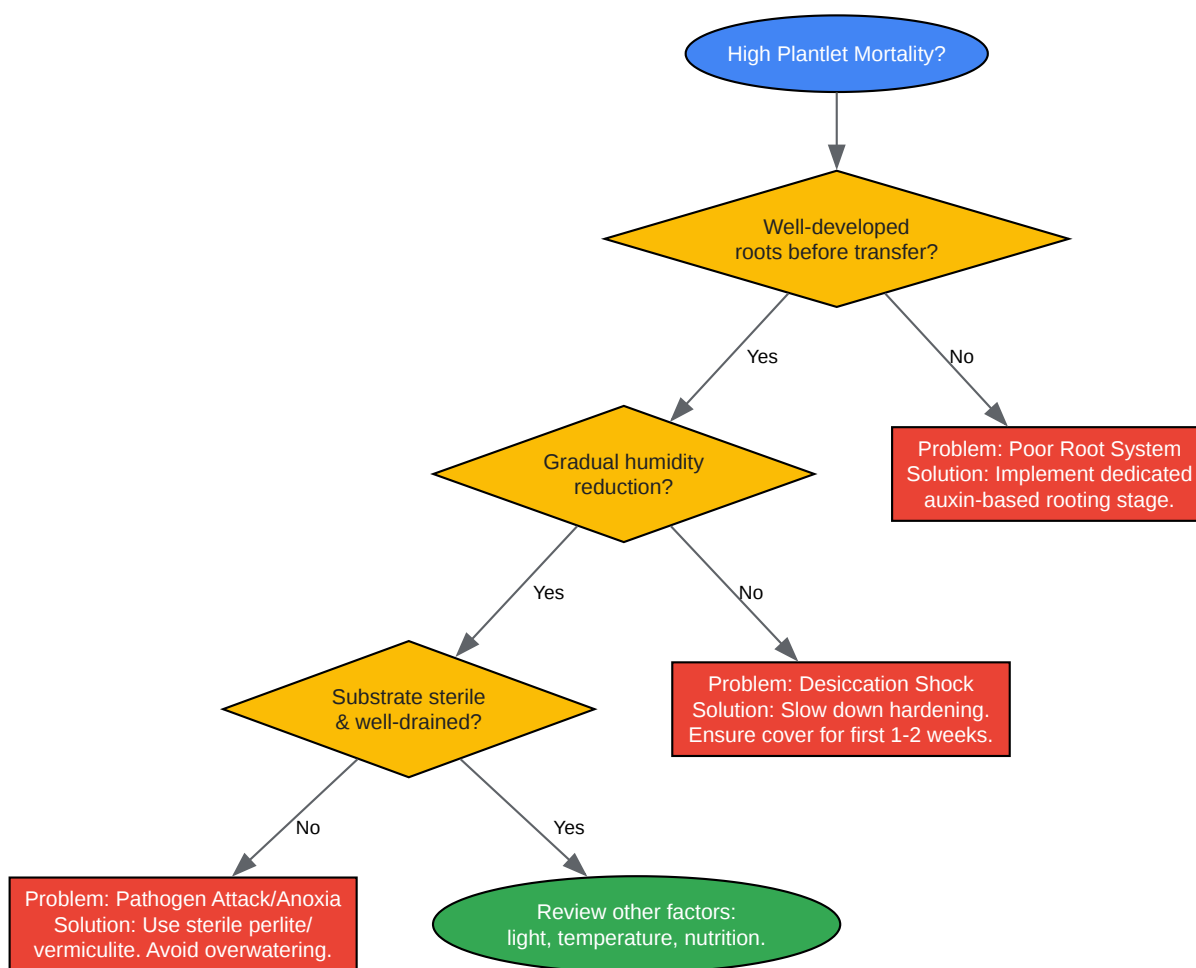 High Plantlet Mortality?
Well-developed
roots before transfer?
Yes
No
Gradual humidity
reduction?
Problem: Poor Root System
Solution: Implement dedicated
auxin-based rooting stage.
Yes
No
Substrate sterile
& well-drained?
Problem: Desiccation Shock
Solution: Slow down hardening.
Ensure cover for first 1-2 weeks.
No
Yes
Problem: Pathogen Attack/Anoxia
Solution: Use sterile perlite/
vermiculite. Avoid overwatering.
Review other factors:
light, temperature, nutrition.